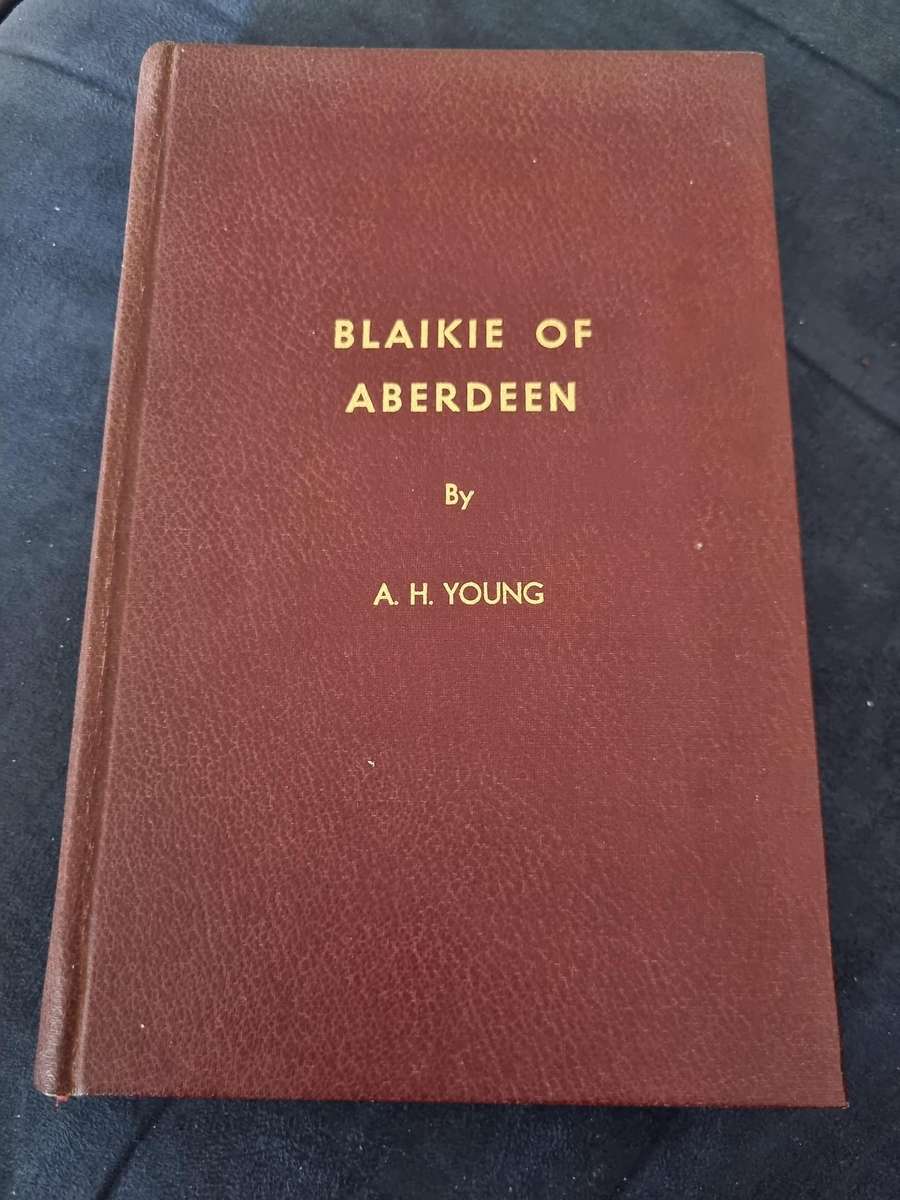 BLAIKIE OF
ABERDEEN
By
A. H. YOUNG